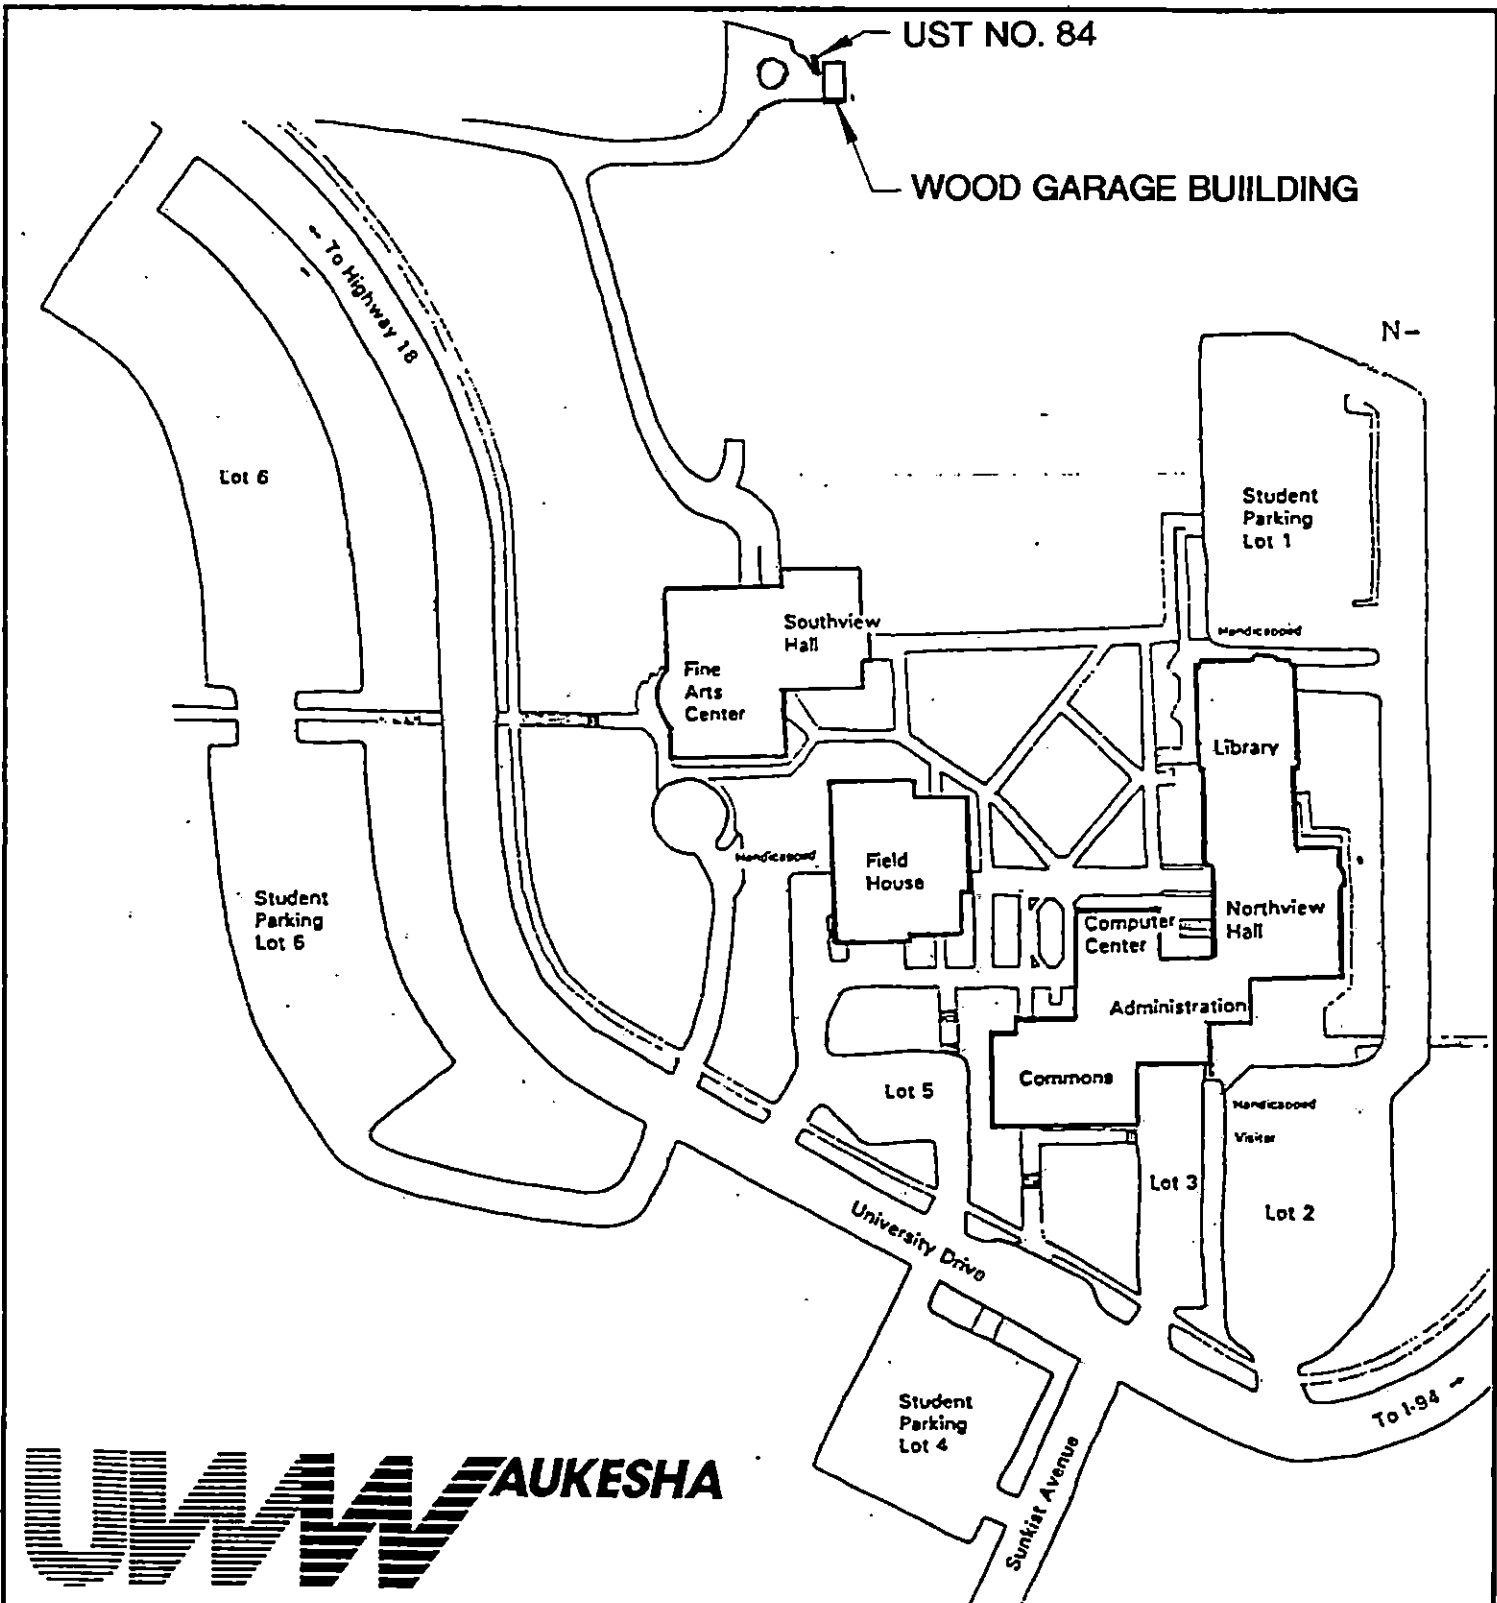 UST NO. 84
WOOD GARAGE BUIILDING
← To Highway 18
N-
Lot 6
Student
Parking
Lot 1
Handicapped
Southview
Hall
Fine
Arts
Center
Library
Handicapped
Field
House
Student
Parking
Lot 6
Computer
Center
Northview
Hall
Administration
Commons
Lot 5
Handicapped
Visitor
Lot 3
Lot 2
University Drive
Student
Parking
Lot 4
To I-94 →
Sunkist Avenue
UWWAUKESHA